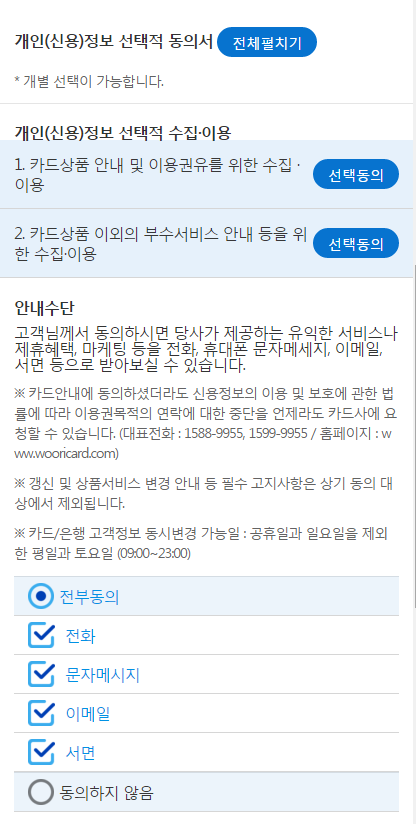 개인(신용)정보 선택적 동의서 전체펼치기
* 개별 선택이 가능합니다.
개인(신용)정보 선택적 수집·이용
1. 카드상품 안내 및 이용권유를 위한 수집 ·
이용
선택동의
2. 카드상품 이외의 부수서비스 안내 등을 위
한 수집·이용
선택동의
안내수단
고객님께서 동의하시면 당사가 제공하는 유익한 서비스나
제휴혜택, 마케팅 등을 전화, 휴대폰 문자메세지, 이메일,
서면 등으로 받아보실 수 있습니다.
※ 카드안내에 동의하셨더라도 신용정보의 이용 및 보호에 관한 법
률에 따라 이용권목적의 연락에 대한 중단을 언제라도 카드사에 요
청할 수 있습니다. (대표전화 : 1588-9955, 1599-9955 / 홈페이지 : w
ww.wooricard.com)
※ 갱신 및 상품서비스 변경 안내 등 필수 고지사항은 상기 동의 대
상에서 제외됩니다.
※ 카드/은행 고객정보 동시변경 가능일 : 공휴일과 일요일을 제외
한 평일과 토요일 (09:00~23:00)
전부동의
전화
문자메시지
이메일
서면
동의하지 않음